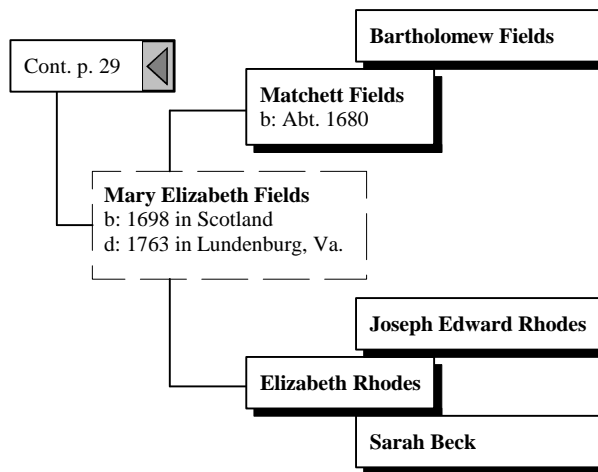 Bartholomew Fields
Cont. p. 29
Matchett Fields
b: Abt. 1680
Mary Elizabeth Fields
b: 1698 in Scotland
d: 1763 in Lundenburg, Va.
Joseph Edward Rhodes
Elizabeth Rhodes
Sarah Beck